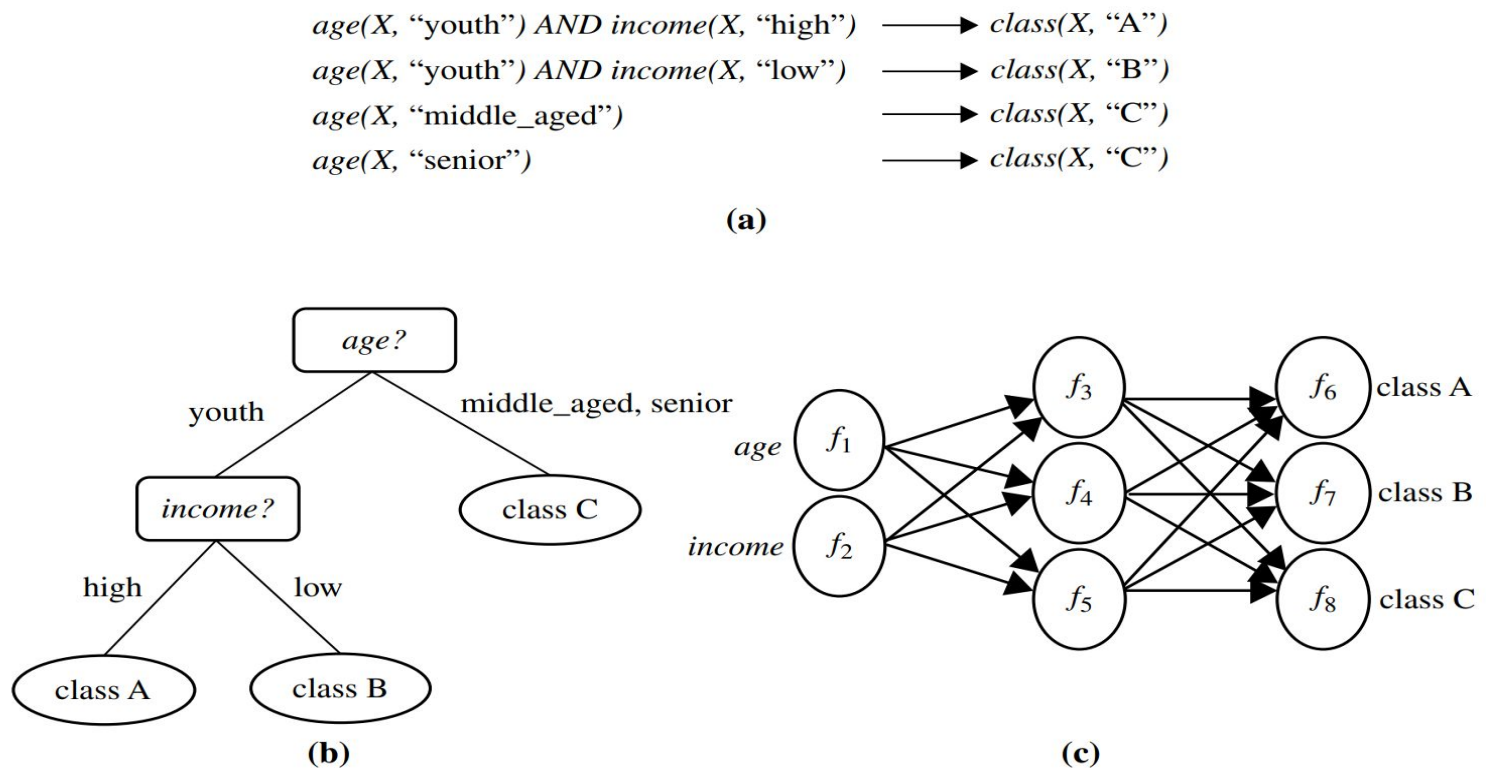 age(X, “youth”) AND income(X, “high”) class(X, “A”)
age(X, “youth”) AND income(X, “low”) class(X, “B”)
age(X, “middle_aged”) class(X, “C”)
age(X, “senior”) class(X, “C”)
(a)
age?
youth
middle_aged, senior
income?
class C
high
low
class A
class B
(b)
age
income
f1
f2
f3
f4
f5
f6
f7
f8
class A
class B
class C
(c)